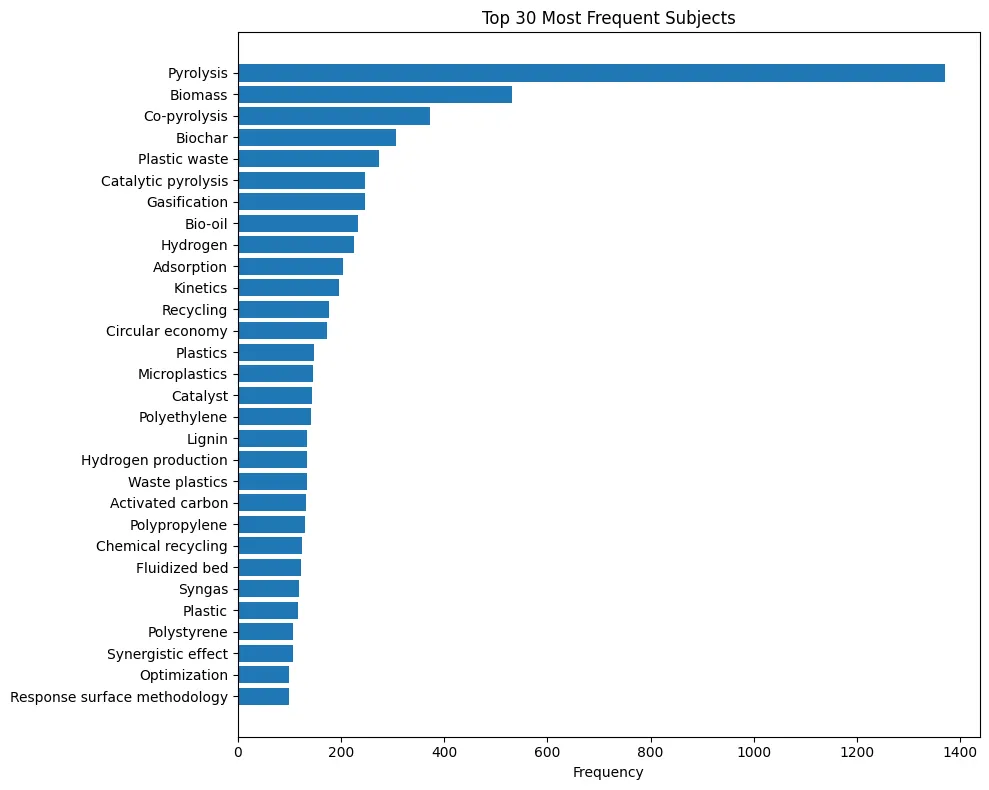 Top 30 Most Frequent Subjects
Pyrolysis
Biomass
Co-pyrolysis
Biochar
Plastic waste
Catalytic pyrolysis
Gasification
Bio-oil
Hydrogen
Adsorption
Kinetics
Recycling
Circular economy
Plastics
Microplastics
Catalyst
Polyethylene
Lignin
Hydrogen production
Waste plastics
Activated carbon
Polypropylene
Chemical recycling
Fluidized bed
Syngas
Plastic
Polystyrene
Synergistic effect
Optimization
Response surface methodology
0 200 400 600 800 1000 1200 1400
Frequency